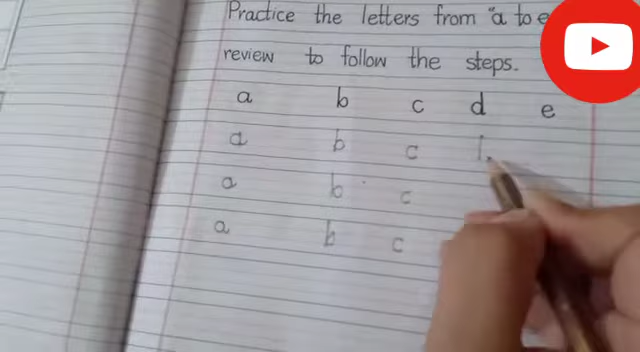 Practice the letters from "a to e
review to follow the steps.
a b c d e
a b c
a b c
a b c